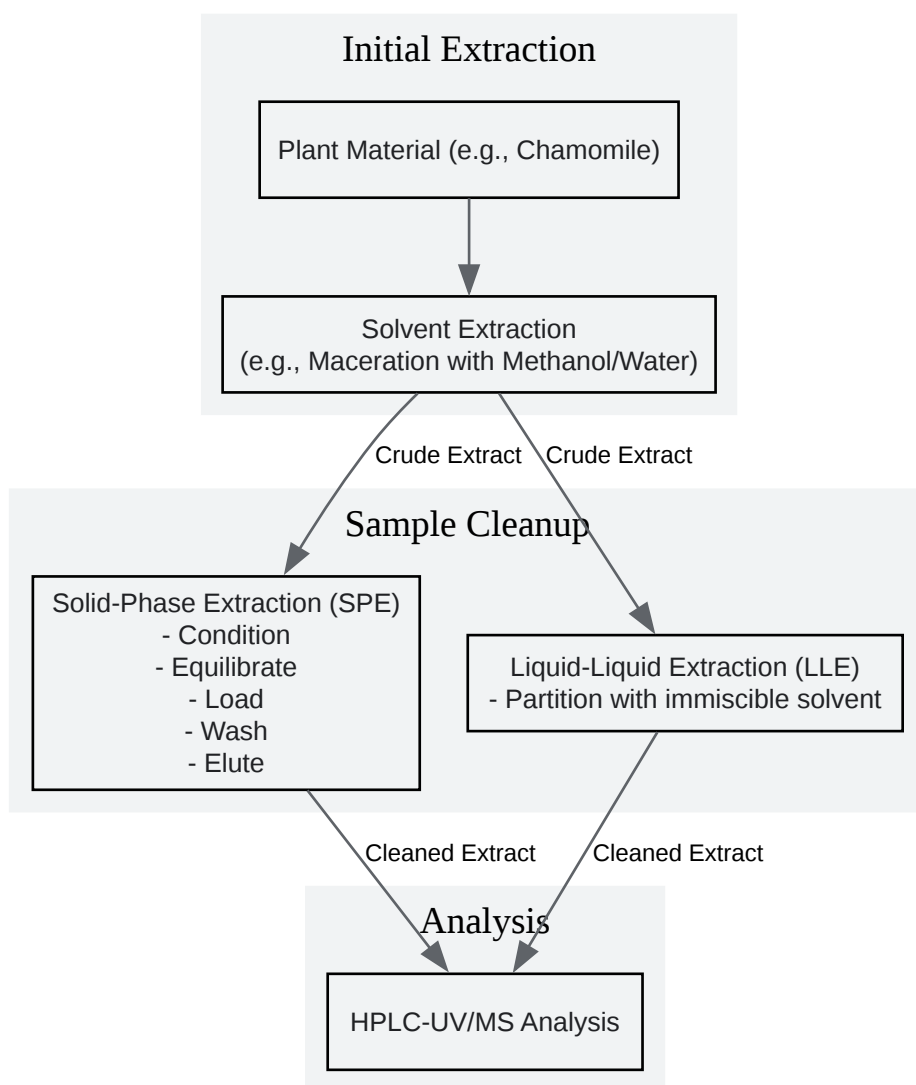 Initial Extraction
Plant Material (e.g., Chamomile)
Solvent Extraction
(e.g., Maceration with Methanol/Water)
Crude Extract
Crude Extract
Sample Cleanup
Solid-Phase Extraction (SPE)
- Condition
- Equilibrate
- Load
- Wash
- Elute
Liquid-Liquid Extraction (LLE)
- Partition with immiscible solvent
Cleaned Extract
Cleaned Extract
Analysis
HPLC-UV/MS Analysis